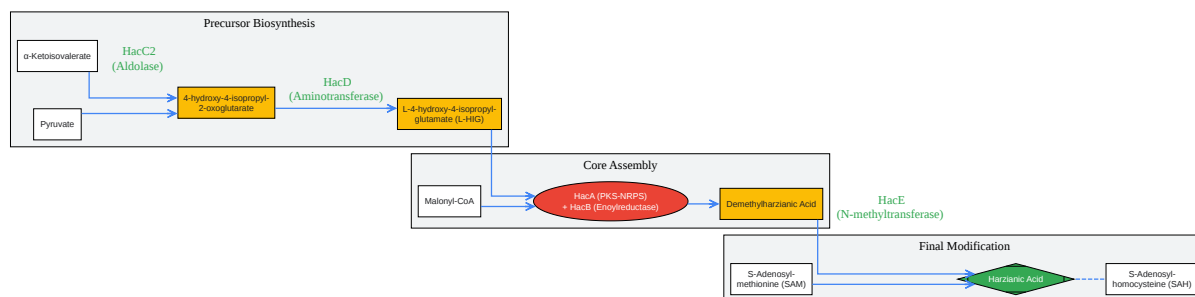 Precursor Biosynthesis
α-Ketoisovalerate
HacC2
(Aldolase)
4-hydroxy-4-isopropyl-
2-oxoglutarate
Pyruvate
HacD
(Aminotransferase)
L-4-hydroxy-4-isopropyl-
glutamate (L-HIG)
Core Assembly
Malonyl-CoA
HacA (PKS-NRPS)
+ HacB (Enoylreductase)
Demethylharzianic Acid
HacE
(N-methyltransferase)
Final Modification
S-Adenosyl-
methionine (SAM)
Harzianic Acid
S-Adenosyl-
homocysteine (SAH)